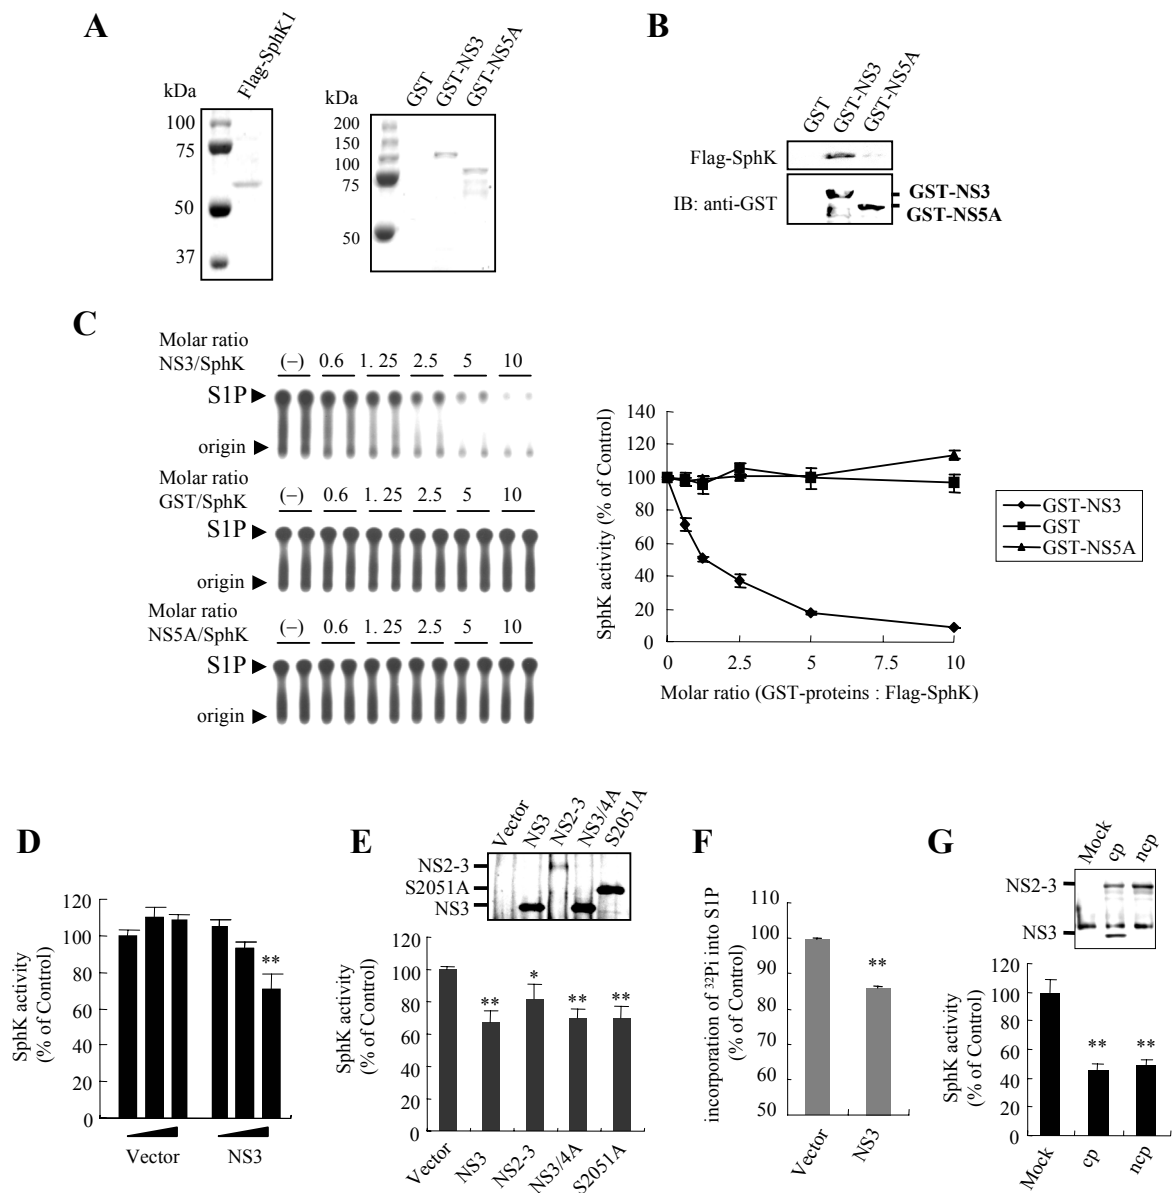 A
kDa
Flag-SphK1
100
75
50
37
kDa
GST
GST-NS3
GST-NS5A
200
150
100
75
50
B
GST
GST-NS3
GST-NS5A
Flag-SphK
IB: anti-GST
GST-NS3
GST-NS5A
C
Molar ratio
NS3/SphK
(−) 0.6 1. 25 2.5 5 10
S1P
origin
Molar ratio
GST/SphK
(−) 0.6 1. 25 2.5 5 10
S1P
origin
Molar ratio
NS5A/SphK
(−) 0.6 1. 25 2.5 5 10
S1P
origin
SphK activity (% of Control)
140
120
100
80
60
40
20
0
0 2.5 5 7.5 10
Molar ratio (GST-proteins : Flag-SphK)
GST-NS3
GST
GST-NS5A
D
SphK activity
(% of Control)
120
100
80
60
40
20
0
**
Vector NS3
E
Vector
NS3
NS2-3
NS3/4A
S2051A
NS2-3
S2051A
NS3
SphK activity
(% of Control)
120
100
80
60
40
20
0
** * ** **
Vector
NS3
NS2-3
NS3/4A
S2051A
F
incorporation of ³²Pi into S1P
(% of Control)
110
100
90
80
70
60
50
**
Vector
NS3
G
Mock
cp
ncp
NS2-3
NS3
SphK activity
(% of Control)
120
100
80
60
40
20
0
** **
Mock
cp
ncp